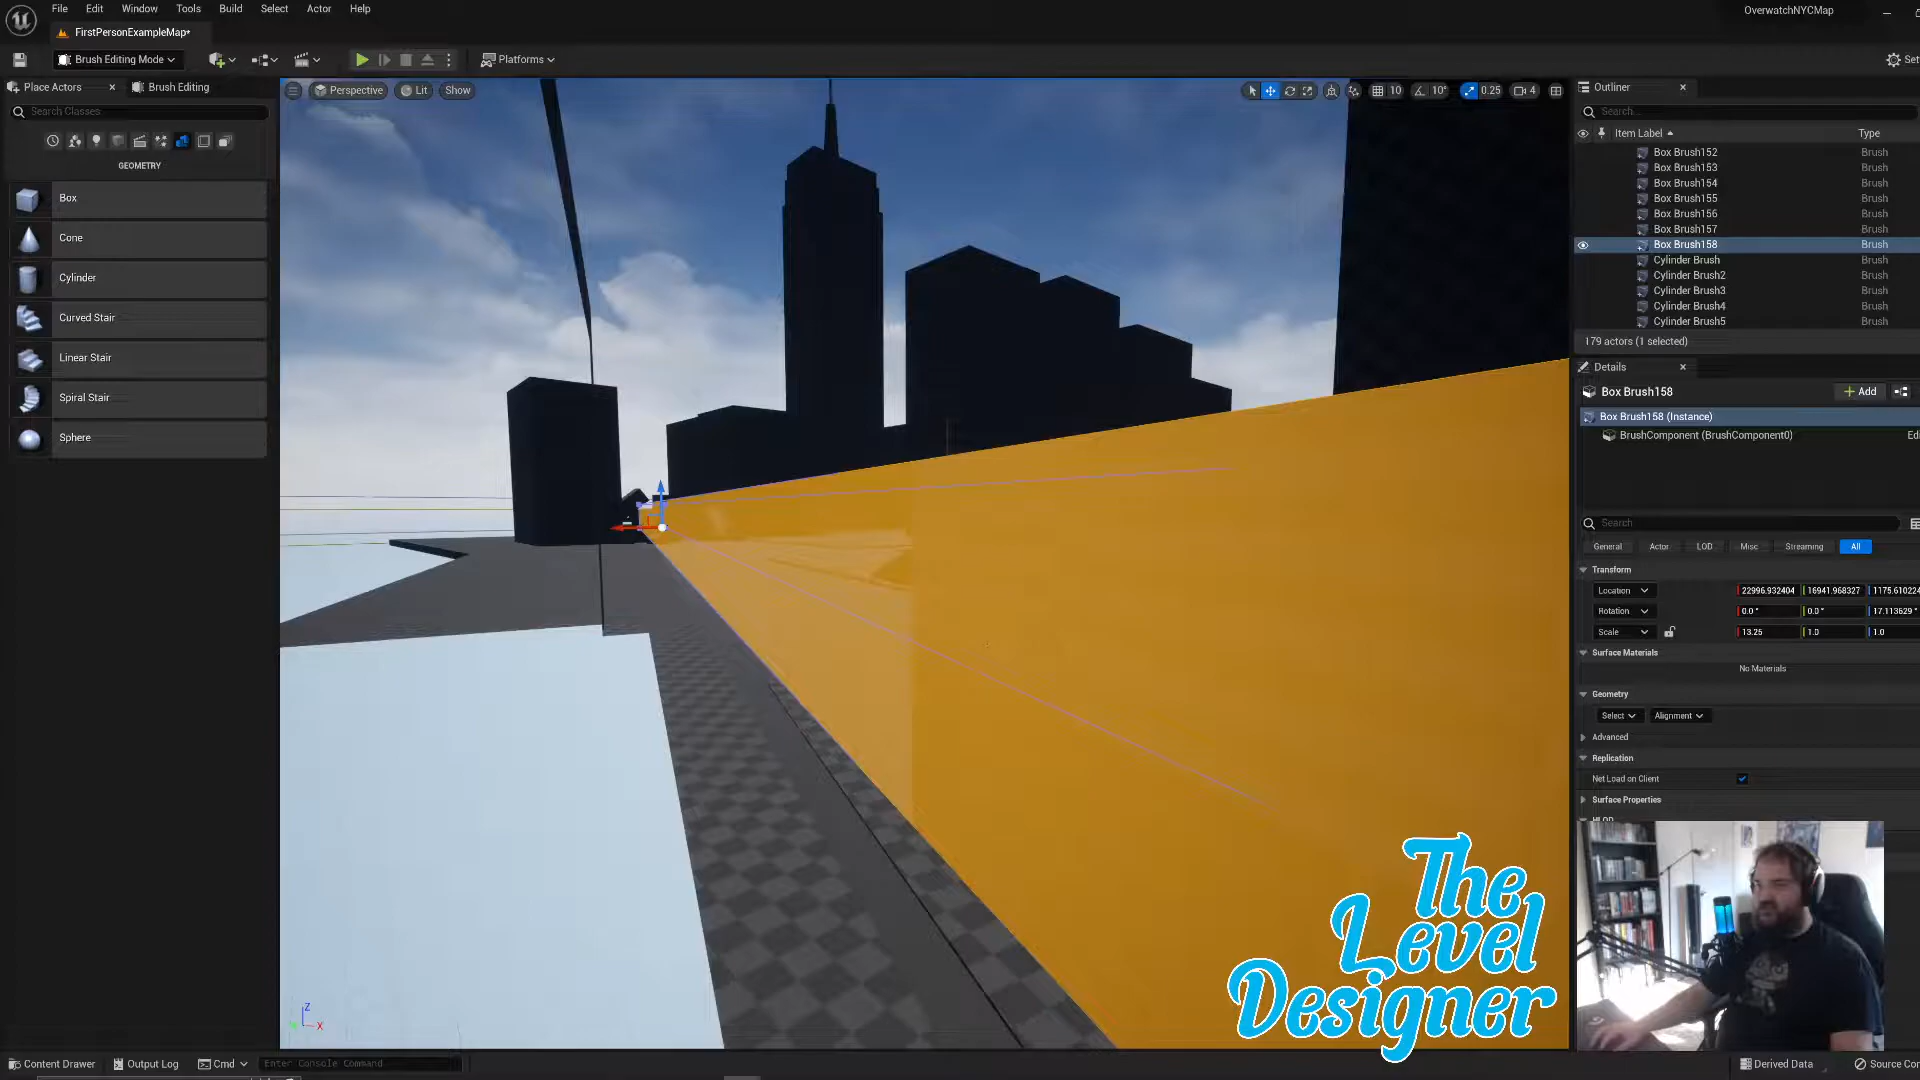 File Edit Window Tools Build Select Actor Help
OverwatchNYCMap
FirstPersonExampleMap*
Brush Editing Mode
Platforms
Place Actors
Brush Editing
Search Classes
GEOMETRY
Box
Cone
Cylinder
Curved Stair
Linear Stair
Spiral Stair
Sphere
Perspective
Lit
Show
10
10°
0.25
4
Outliner
Search...
Item Label
Type
Box Brush152 Brush
Box Brush153 Brush
Box Brush154 Brush
Box Brush155 Brush
Box Brush156 Brush
Box Brush157 Brush
Box Brush158 Brush
Cylinder Brush Brush
Cylinder Brush2 Brush
Cylinder Brush3 Brush
Cylinder Brush4 Brush
Cylinder Brush5 Brush
179 actors (1 selected)
Details
Box Brush158
+ Add
Box Brush158 (Instance)
BrushComponent (BrushComponent0)
Edi
Search
General Actor LOD Misc Streaming All
Transform
Location 22996.932404 16941.968327 1175.610224
Rotation 0.0° 0.0° 17.113629°
Scale 13.25 1.0 1.0
Surface Materials
No Materials
Geometry
Select Alignment
Advanced
Replication
Net Load on Client
Surface Properties
HLOD
The
Level
Designer
Z
X
Content Drawer
Output Log
Cmd
Enter Console Command
Derived Data
Source Con